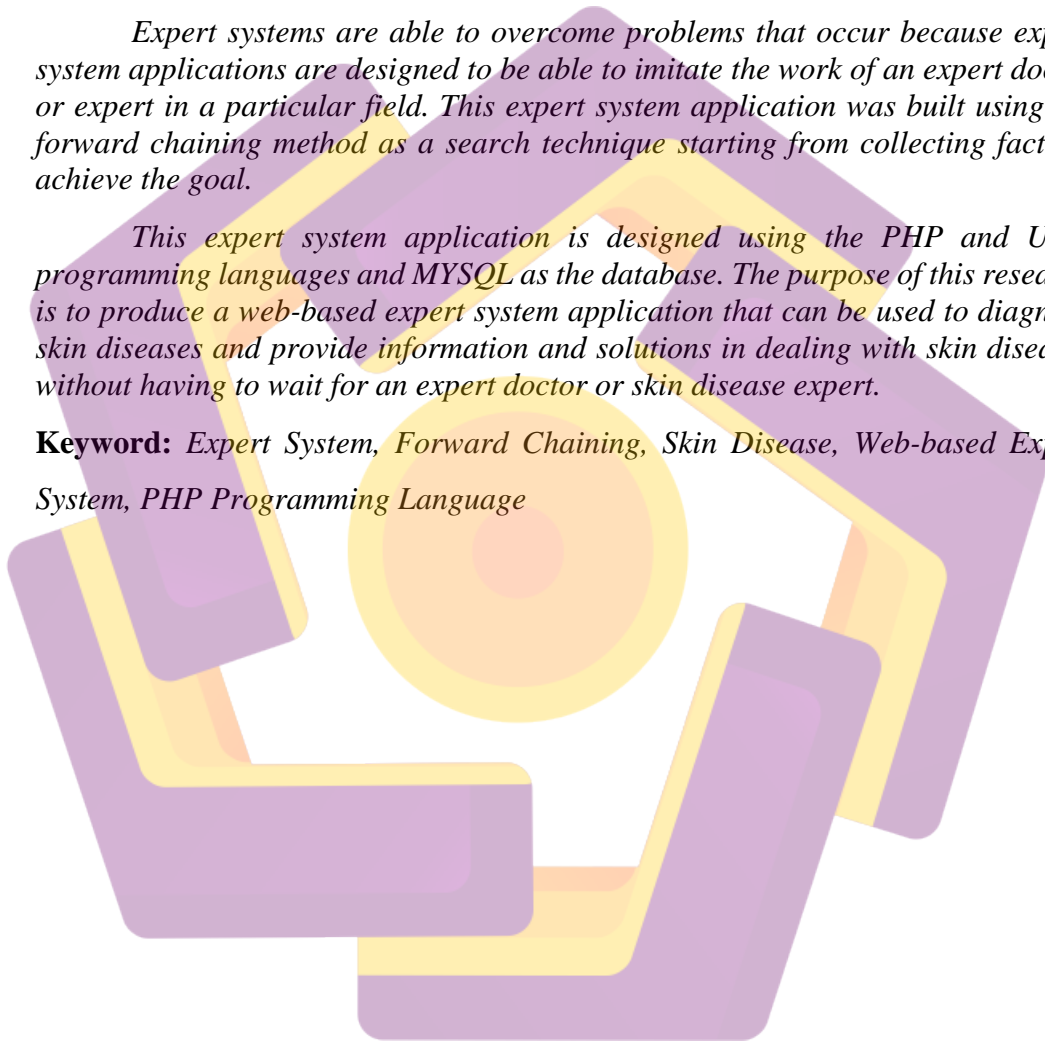 Expert systems are able to overcome problems that occur because exp
system applications are designed to be able to imitate the work of an expert doc
or expert in a particular field. This expert system application was built using
forward chaining method as a search technique starting from collecting fact
achieve the goal.
This expert system application is designed using the PHP and U
programming languages and MYSQL as the database. The purpose of this resea
is to produce a web-based expert system application that can be used to diagn
skin diseases and provide information and solutions in dealing with skin disea
without having to wait for an expert doctor or skin disease expert.
Keyword: Expert System, Forward Chaining, Skin Disease, Web-based Exp
System, PHP Programming Language